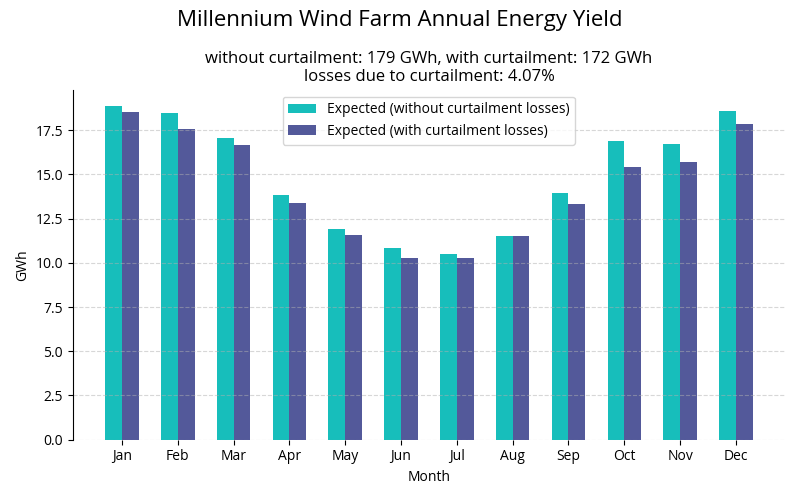 Millennium Wind Farm Annual Energy Yield
without curtailment: 179 GWh, with curtailment: 172 GWh
losses due to curtailment: 4.07%
Expected (without curtailment losses)
Expected (with curtailment losses)
17.5
15.0
12.5
10.0
7.5
5.0
2.5
0.0
GWh
Jan Feb Mar Apr May Jun Jul Aug Sep Oct Nov Dec
Month